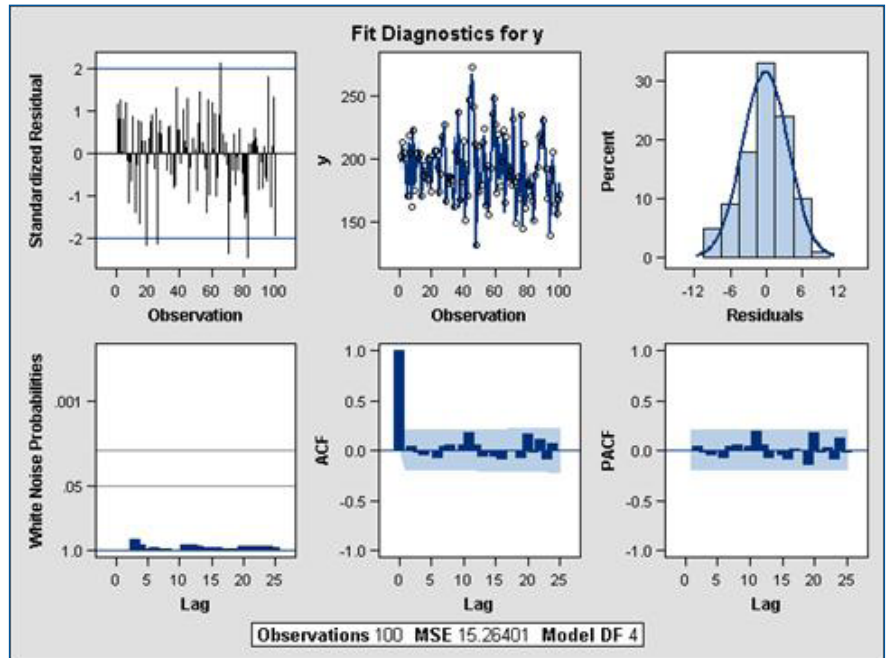 Fit Diagnostics for y
Standardized Residual
2
1
0
-1
-2
0 20 40 60 80 100
Observation
y
250
200
150
0 20 40 60 80 100
Observation
Percent
30
20
10
0
-12 -6 0 6 12
Residuals
White Noise Probabilities
.001
.05
1.0
0 5 10 15 20 25
Lag
ACF
1.0
0.5
0.0
-0.5
-1.0
0 5 10 15 20 25
Lag
PACF
1.0
0.5
0.0
-0.5
-1.0
0 5 10 15 20 25
Lag
Observations 100 MSE 15.26401 Model DF 4